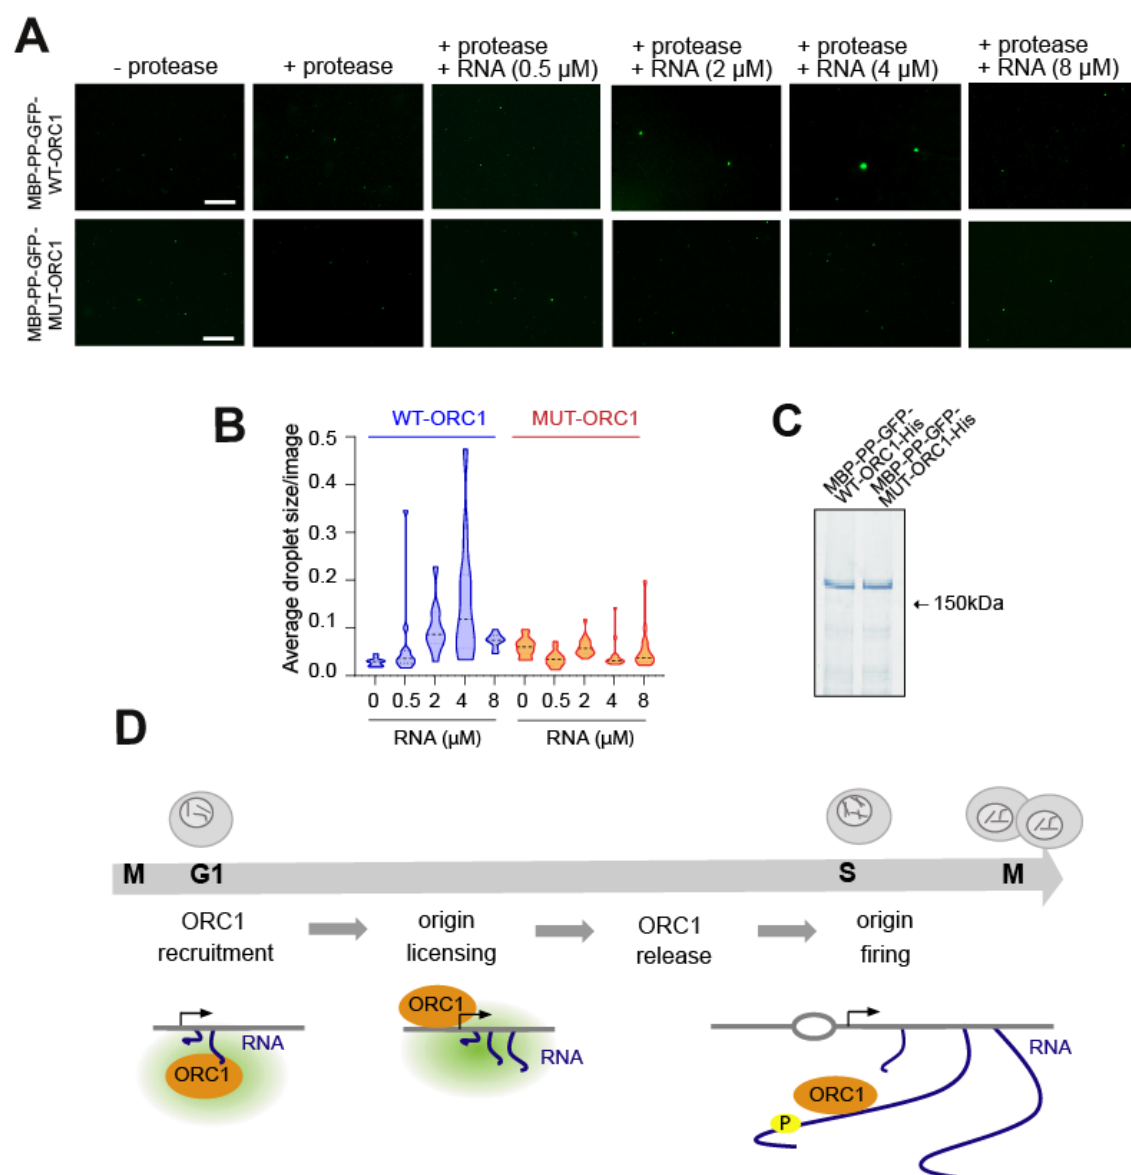 A
- protease
+ protease
+ protease
+ RNA (0.5 µM)
+ protease
+ RNA (2 µM)
+ protease
+ RNA (4 µM)
+ protease
+ RNA (8 µM)
MBP-PP-GFP-
WT-ORC1
MBP-PP-GFP-
MUT-ORC1
B
WT-ORC1
MUT-ORC1
Average droplet size/image
0.5
0.4
0.3
0.2
0.1
0.0
0 0.5 2 4 8 0 0.5 2 4 8
RNA (µM)
RNA (µM)
C
MBP-PP-GFP-
WT-ORC1-His
MBP-PP-GFP-
MUT-ORC1-His
←150kDa
D
M G1 S M
ORC1
recruitment
origin
licensing
ORC1
release
origin
firing
RNA
ORC1
ORC1
RNA
RNA
ORC1
P